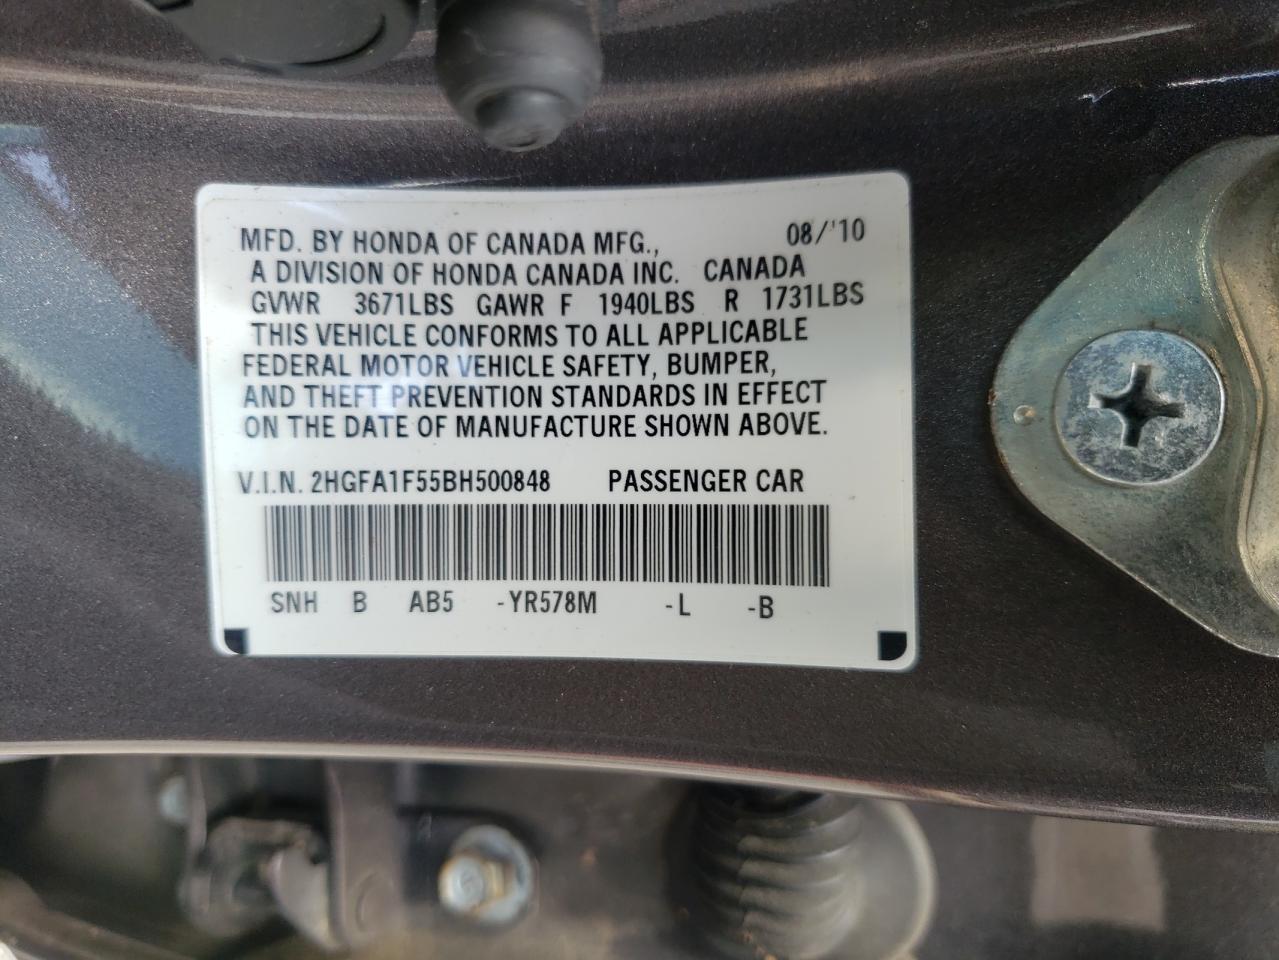 MFD. BY HONDA OF CANADA MFG., 08/'10
A DIVISION OF HONDA CANADA INC. CANADA
GVWR 3671LBS GAWR F 1940LBS R 1731LBS
THIS VEHICLE CONFORMS TO ALL APPLICABLE
FEDERAL MOTOR VEHICLE SAFETY, BUMPER,
AND THEFT PREVENTION STANDARDS IN EFFECT
ON THE DATE OF MANUFACTURE SHOWN ABOVE.
V.I.N. 2HGFA1F55BH500848 PASSENGER CAR
SNH B AB5 -YR578M -L -B